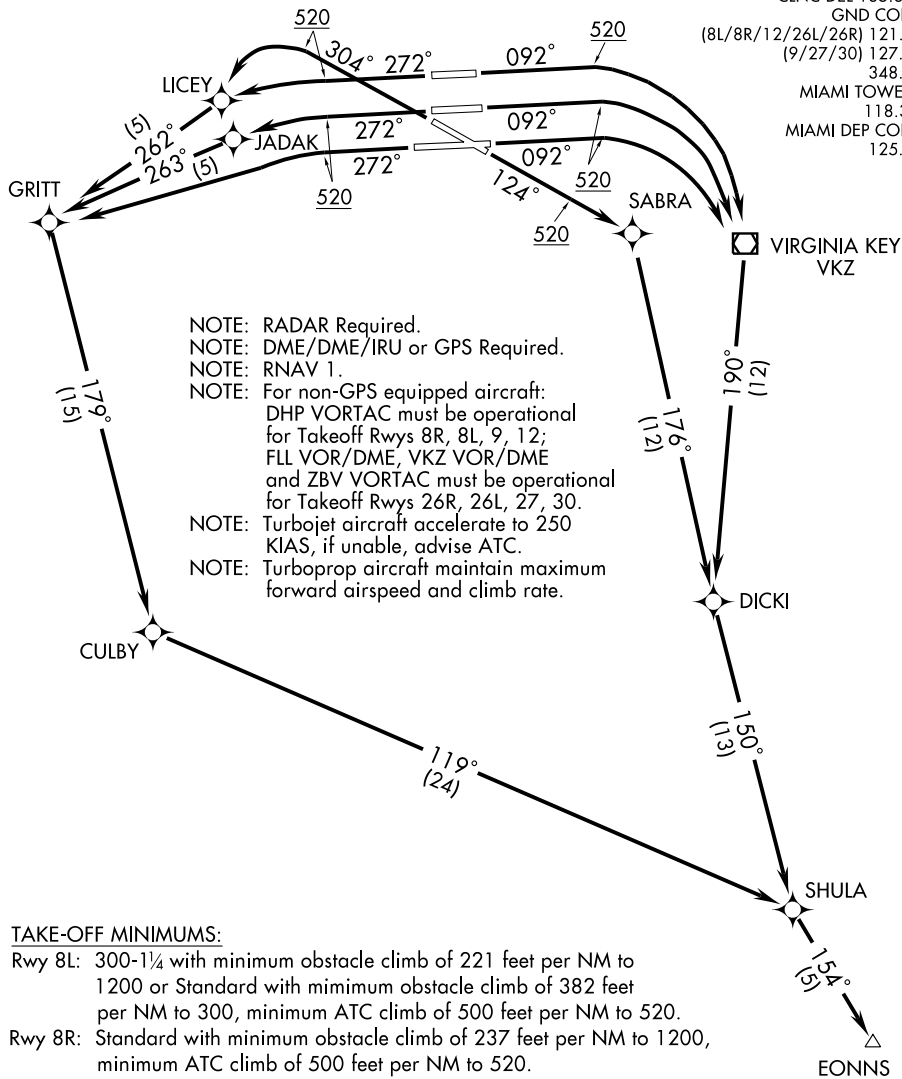 GND CO
(8L/8R/12/26L/26R) 121.
(9/27/30) 127.
348.
MIAMI TOWE
118.3
MIAMI DEP CO
125.
520
304°
272°
092°
520
LICEY
(5)
262°
272°
092°
JADAK
263°
(5)
272°
092°
520
520
GRITT
124°
520
SABRA
VIRGINIA KEY
VKZ
NOTE: RADAR Required.
NOTE: DME/DME/IRU or GPS Required.
NOTE: RNAV 1.
NOTE: For non-GPS equipped aircraft:
DHP VORTAC must be operational
for Takeoff Rwys 8R, 8L, 9, 12;
FLL VOR/DME, VKZ VOR/DME
and ZBV VORTAC must be operational
for Takeoff Rwys 26R, 26L, 27, 30.
NOTE: Turbojet aircraft accelerate to 250
KIAS, if unable, advise ATC.
NOTE: Turboprop aircraft maintain maximum
forward airspeed and climb rate.
179°
(15)
176°
(12)
190°
(12)
DICKI
CULBY
150°
(13)
119°
(24)
SHULA
154°
(5)
EONNS
TAKE-OFF MINIMUMS:
Rwy 8L: 300-1¼ with minimum obstacle climb of 221 feet per NM to
1200 or Standard with mimimum obstacle climb of 382 feet
per NM to 300, minimum ATC climb of 500 feet per NM to 520.
Rwy 8R: Standard with minimum obstacle climb of 237 feet per NM to 1200,
minimum ATC climb of 500 feet per NM to 520.